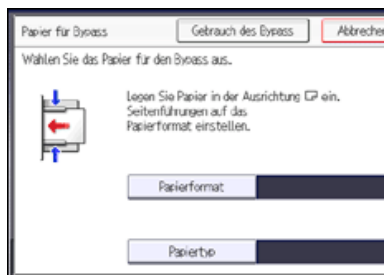 Papier für Bypass
Gebrauch des Bypass
Abbrechen
Wählen Sie das Papier für den Bypass aus.
Legen Sie Papier in der Ausrichtung ein.
Seitenführungen auf das
Papierformat einstellen.
Papierformat
Papiertyp